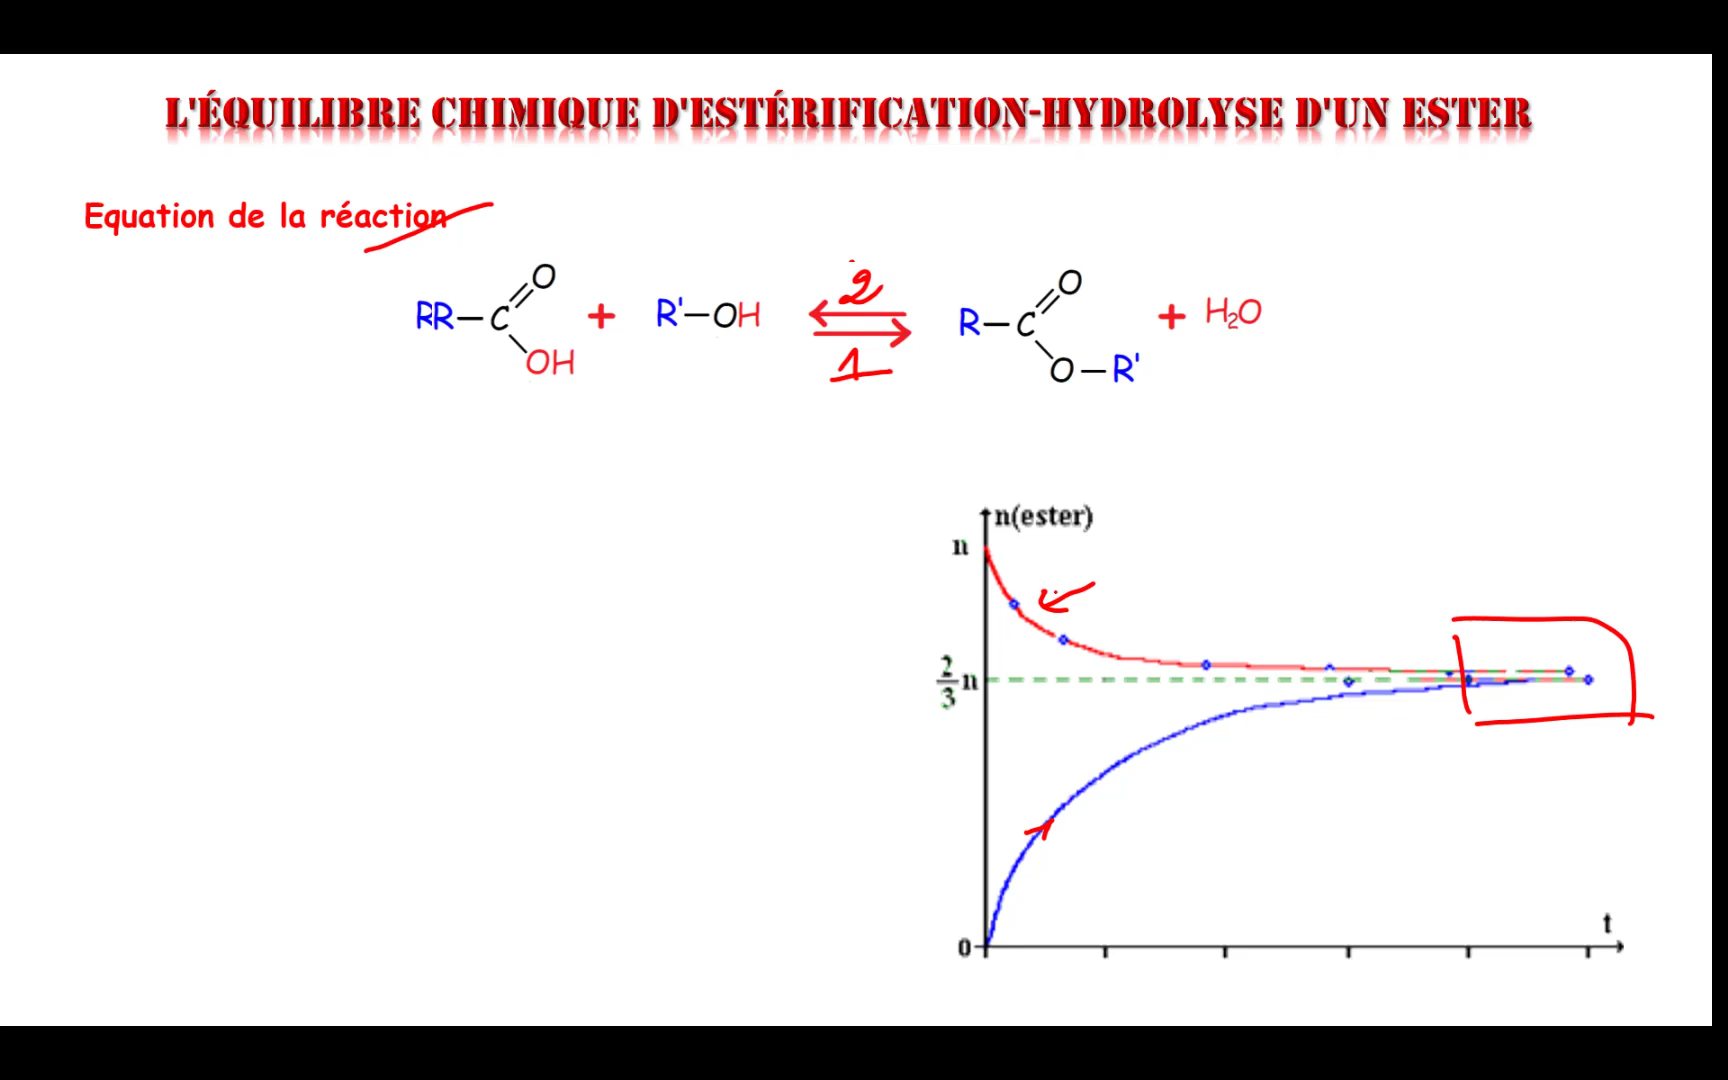 L'ÉQUILIBRE CHIMIQUE D'ESTÉRIFICATION-HYDROLYSE D'UN ESTER
Equation de la réaction
RR-C=O OH + R'-OH 2 1 R-C=O O-R' + H₂O
n(ester)
n
2/3 n
t
0